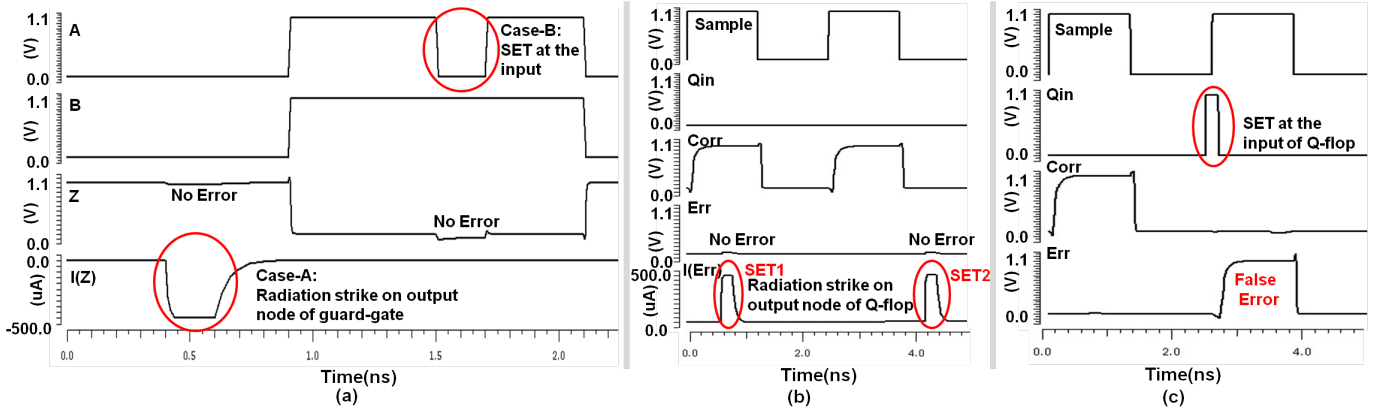 A
(V)
1.1
0.0
Case-B:
SET at the
input
B
(V)
1.1
0.0
Z
(V)
1.1
0.0
No Error
No Error
I(Z)
(uA)
0.0
-500.0
Case-A:
Radiation strike on output
node of guard-gate
0.0 0.5 1.0 1.5 2.0
Time(ns)
(a)
(V)
1.1
0.0
Sample
Qin
(V)
1.1
0.0
Corr
(V)
1.1
0.0
Err
(V)
1.1
0.0
No Error
No Error
I(Err)
(uA)
500.0
0.0
SET1
SET2
Radiation strike on
output node of Q-flop
0.0 2.0 4.0
Time(ns)
(b)
(V)
1.1
0.0
Sample
Qin
(V)
1.1
0.0
SET at the
input of Q-flop
Corr
(V)
1.1
0.0
Err
(V)
1.1
0.0
False
Error
0.0 2.0 4.0
Time(ns)
(c)